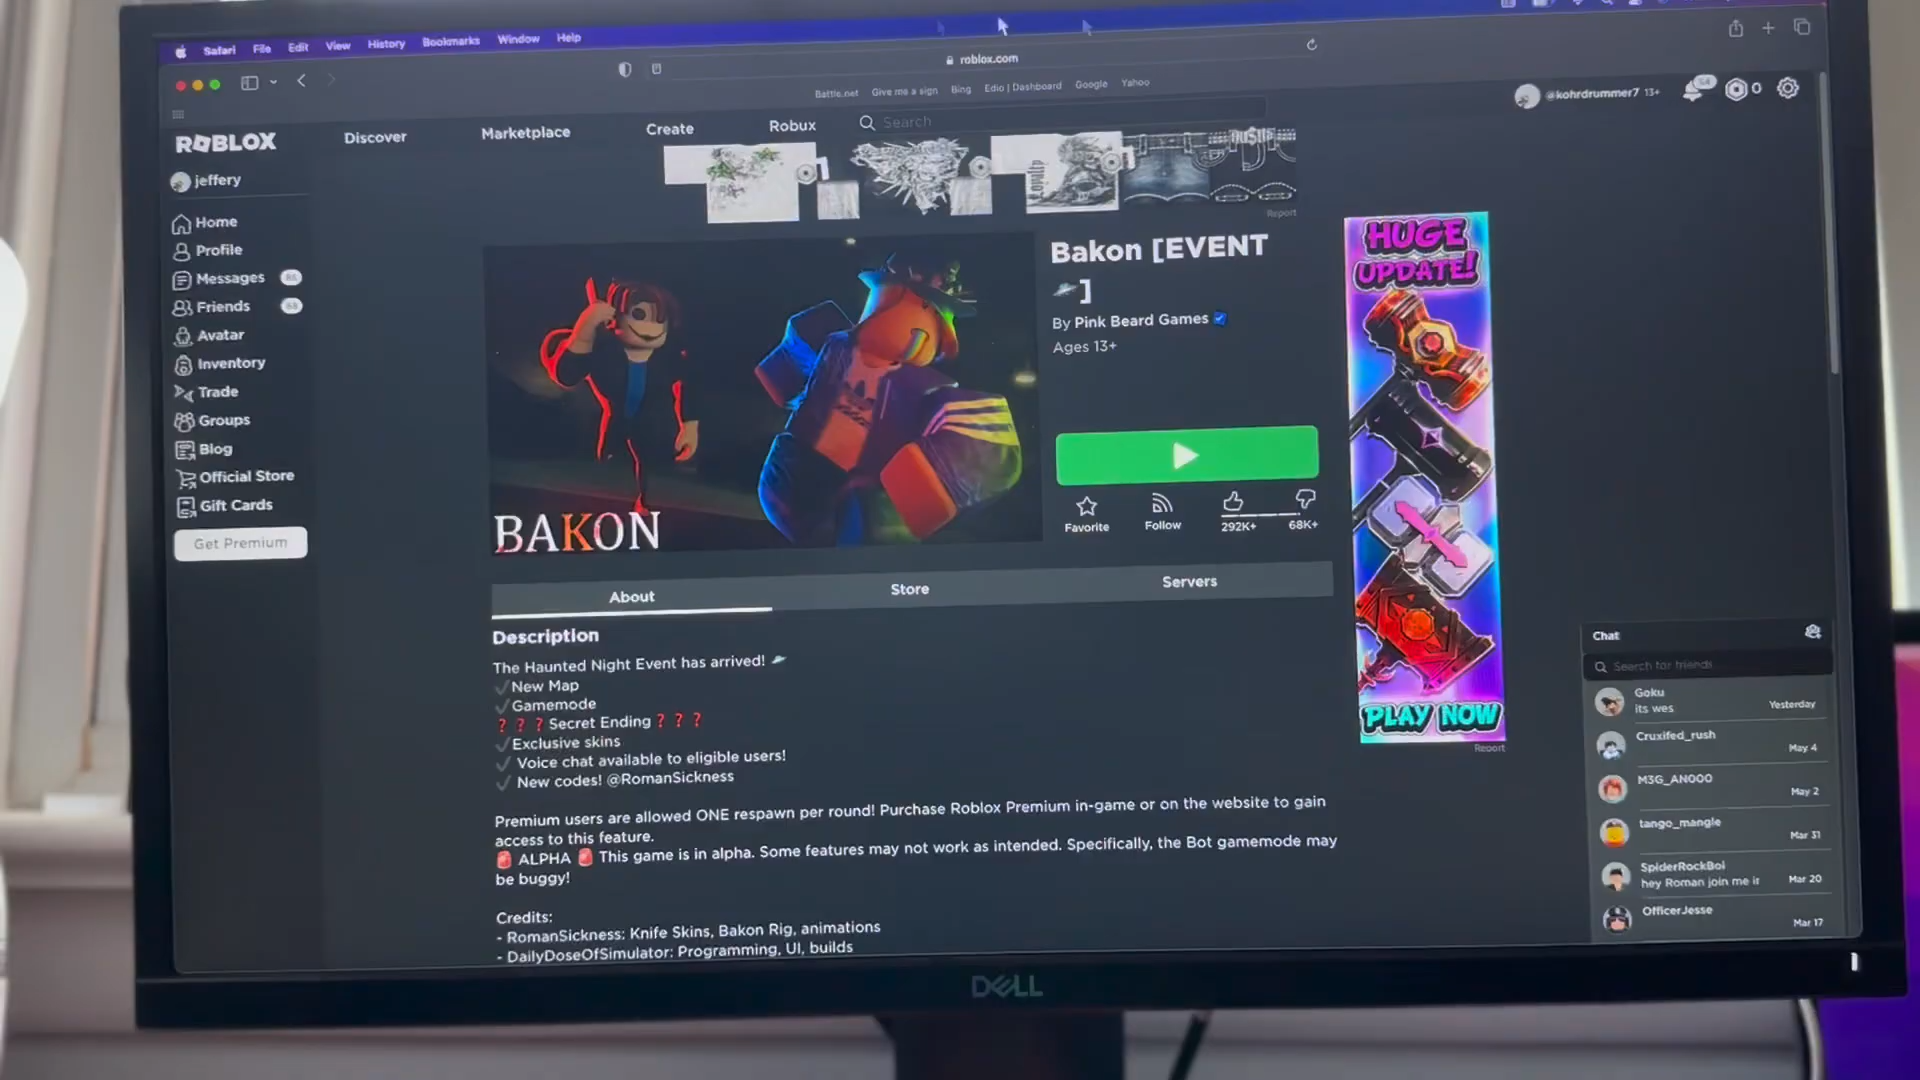 Safari File Edit View History Bookmarks Window Help
roblox.com
Battle.net Give me a sign Bing Edio | Dashboard Google Yahoo
@kohrdrummer7 13+
0
ROBLOX
Discover
Marketplace
Create
Robux
Search
jeffery
Home
Profile
Messages
Friends
Avatar
Inventory
Trade
Groups
Blog
Official Store
Gift Cards
Get Premium
Loyalty
Report
BAKON
Bakon [EVENT
🛸]
By Pink Beard Games
Ages 13+
Favorite
Follow
292K+
68K+
HUGE
UPDATE!
PLAY NOW
Report
About
Store
Servers
Description
The Haunted Night Event has arrived! 🛸
✔️New Map
✔️Gamemode
❓❓❓Secret Ending❓❓❓
✔️Exclusive skins
✔️ Voice chat available to eligible users!
✔️ New codes! @RomanSickness
Premium users are allowed ONE respawn per round! Purchase Roblox Premium in-game or on the website to gain
access to this feature.
🚨 ALPHA 🚨 This game is in alpha. Some features may not work as intended. Specifically, the Bot gamemode may
be buggy!
Credits:
- RomanSickness: Knife Skins, Bakon Rig, animations
- DailyDoseOfSimulator: Programming, UI, builds
Chat
Search for friends
Goku
its wes
Yesterday
Cruxifed_rush
May 4
M3G_AN000
May 2
tango_mangle
Mar 31
SpiderRockBoi
hey Roman join me ir
Mar 20
OfficerJesse
Mar 17
DELL